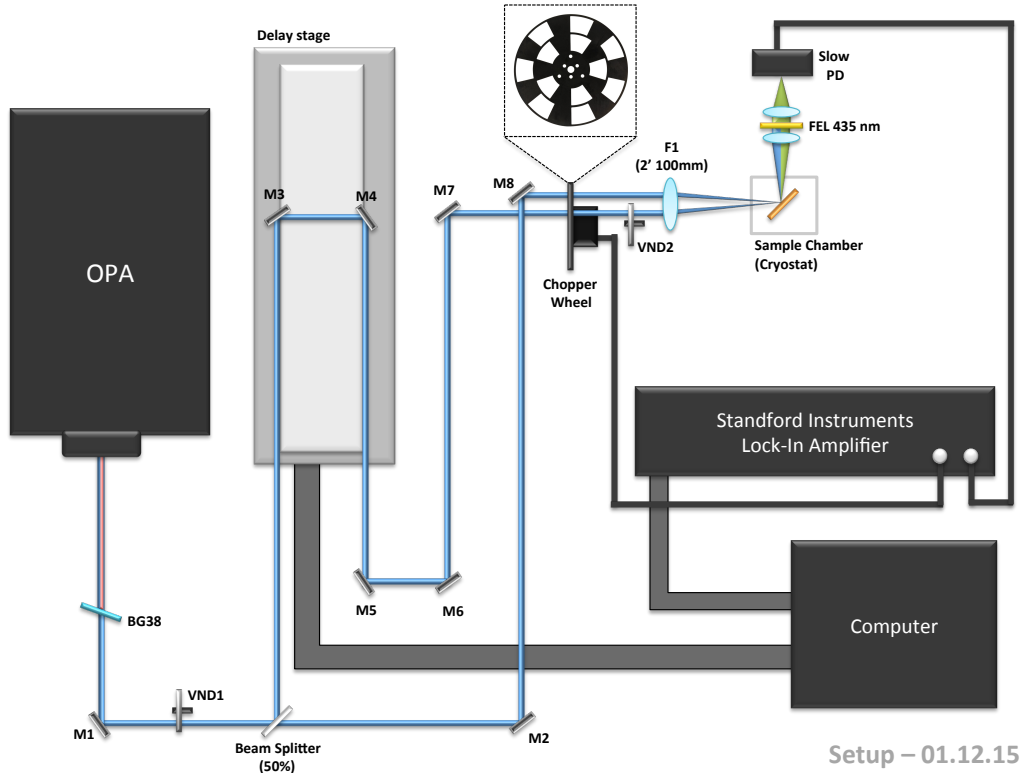 Delay stage
Slow
PD
FEL 435 nm
F1
(2’ 100mm)
M3
M4
M7
M8
VND2
Sample Chamber
(Cryostat)
Chopper
Wheel
OPA
Standford Instruments
Lock-In Amplifier
BG38
M5
M6
Computer
VND1
M1
M2
Beam Splitter
(50%)
Setup – 01.12.15